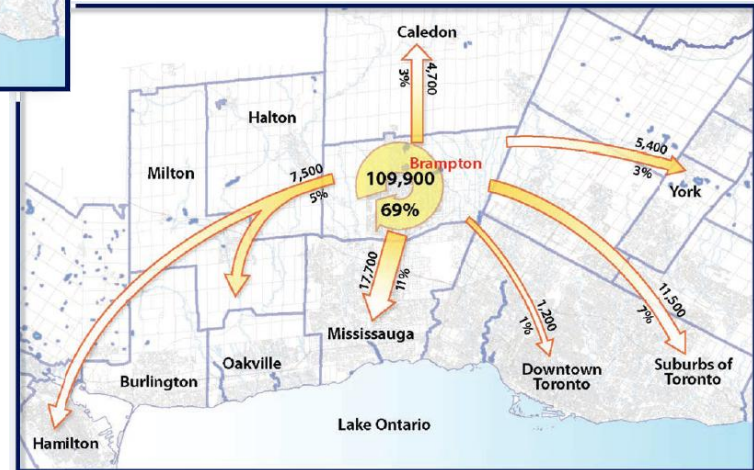 Caledon
4,700
3%
Halton
Milton
7,500
5%
Brampton
109,900
69%
5,400
3%
York
17,700
11%
Mississauga
1,200
1%
11,500
7%
Oakville
Burlington
Downtown
Toronto
Suburbs of
Toronto
Lake Ontario
Hamilton